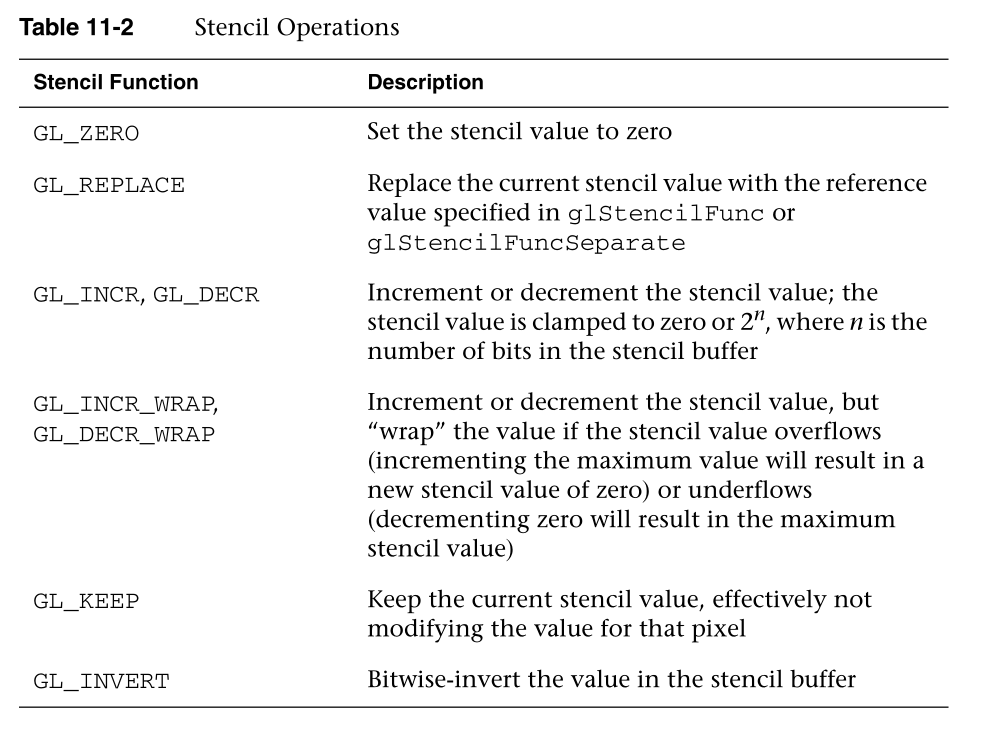 Table 11-2 Stencil Operations
Stencil Function Description
GL_ZERO Set the stencil value to zero
GL_REPLACE Replace the current stencil value with the reference
value specified in glStencilFunc or
glStencilFuncSeparate
GL_INCR, GL_DECR Increment or decrement the stencil value; the
stencil value is clamped to zero or 2ⁿ, where n is the
number of bits in the stencil buffer
GL_INCR_WRAP, Increment or decrement the stencil value, but
GL_DECR_WRAP “wrap” the value if the stencil value overflows
(incrementing the maximum value will result in a
new stencil value of zero) or underflows
(decrementing zero will result in the maximum
stencil value)
GL_KEEP Keep the current stencil value, effectively not
modifying the value for that pixel
GL_INVERT Bitwise-invert the value in the stencil buffer